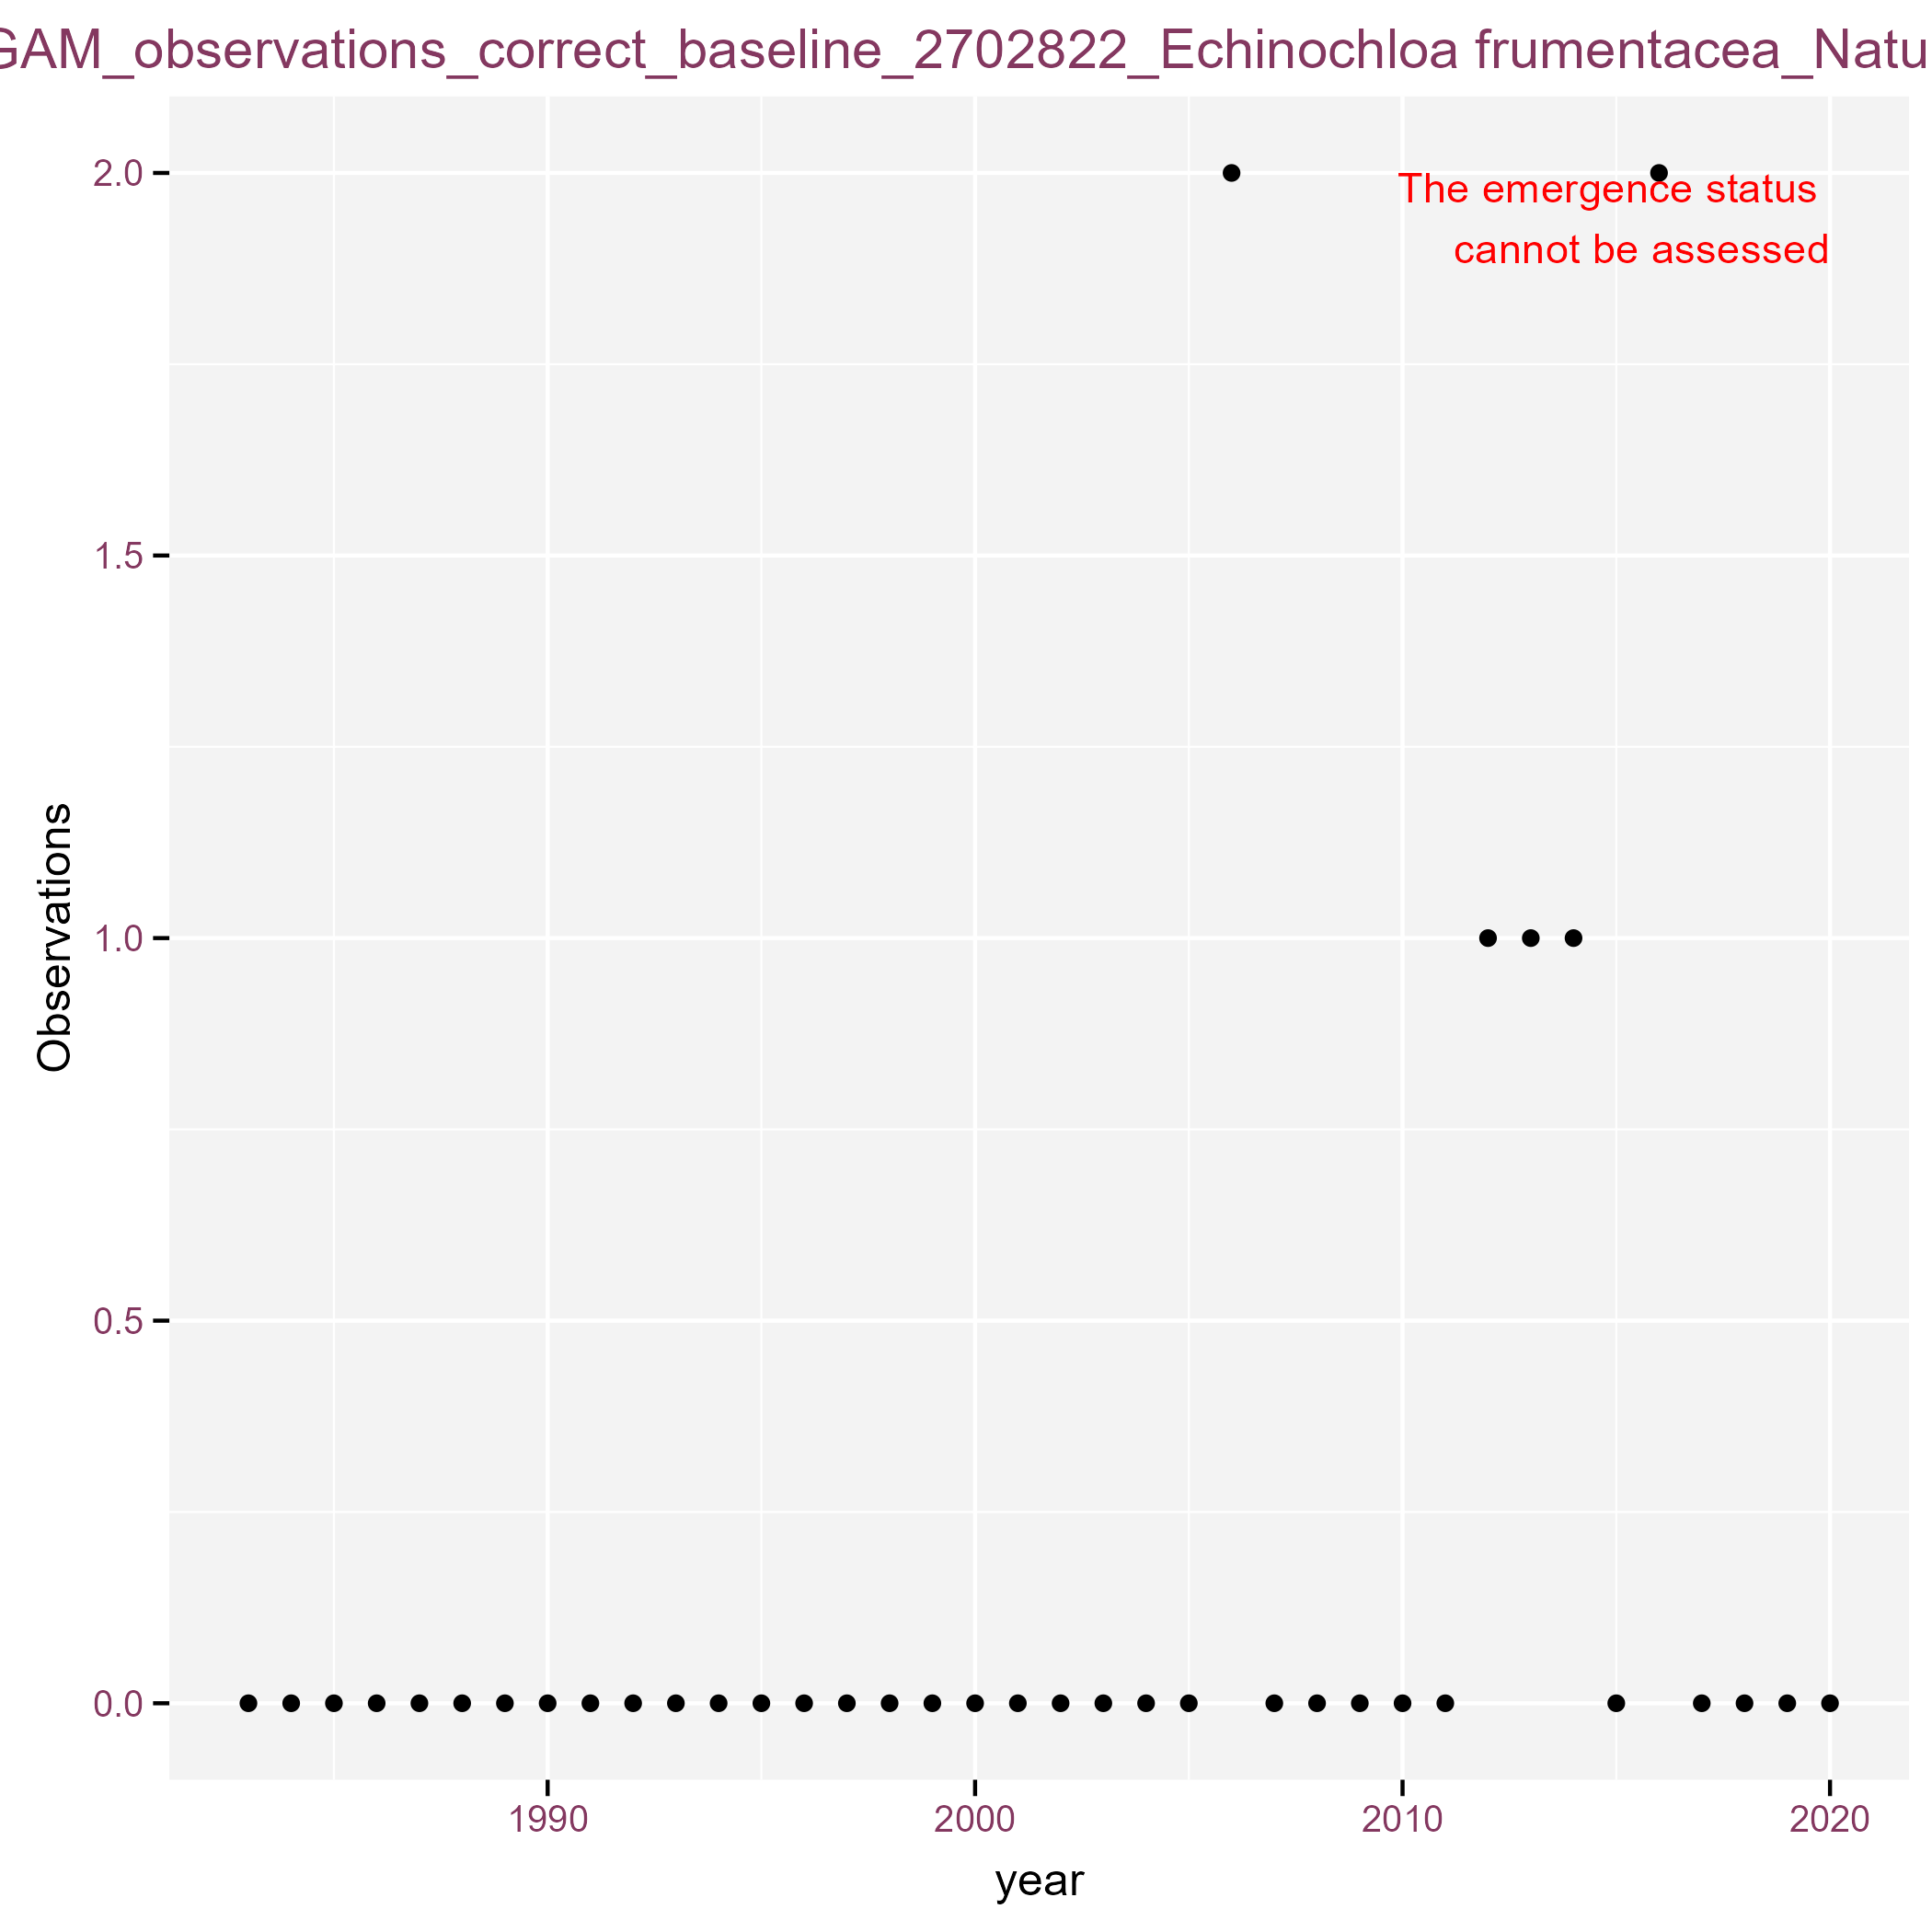 GAM_observations_correct_baseline_2702822_Echinochloa frumentacea_Natu
2.0
The emergence status
cannot be assessed
1.5
1.0
0.5
0.0
Observations
1990 2000 2010 2020
year